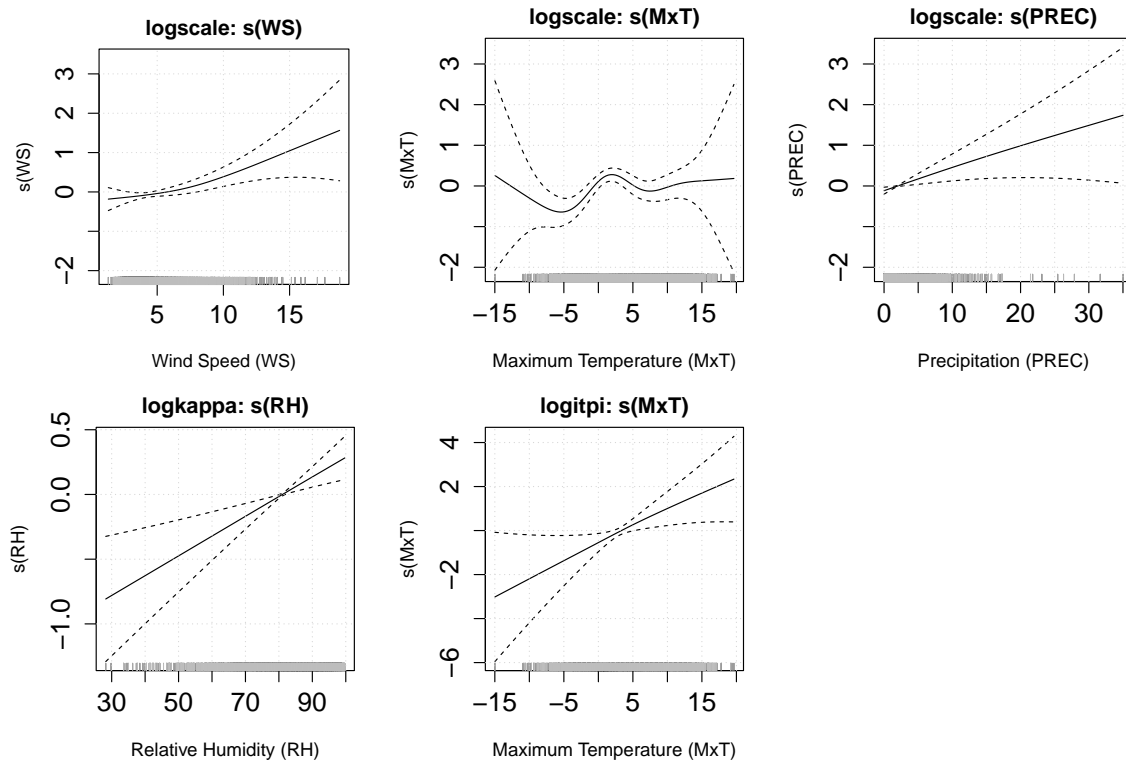 logscale: s(WS)
s(WS)
3
2
1
0
−2
5
10
15
Wind Speed (WS)
logscale: s(MxT)
s(MxT)
3
2
1
0
−2
−15
−5
5
15
Maximum Temperature (MxT)
logscale: s(PREC)
s(PREC)
3
2
1
0
−2
0
10
20
30
Precipitation (PREC)
logkappa: s(RH)
s(RH)
0.5
0.0
−1.0
30
50
70
90
Relative Humidity (RH)
logitpi: s(MxT)
s(MxT)
4
2
0
−2
−6
−15
−5
5
15
Maximum Temperature (MxT)